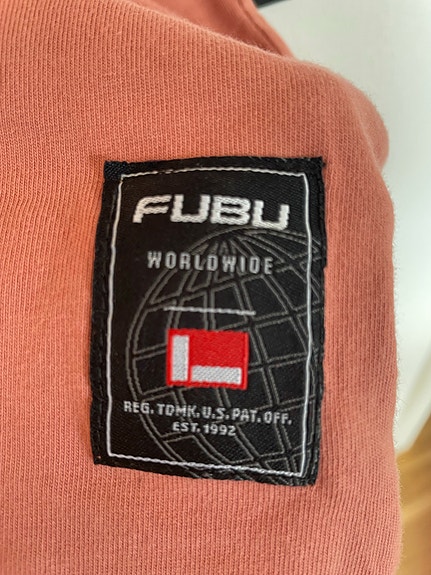 FUBU
WORLDWIDE
REG. TDMK. U.S. PAT. OFF.
EST. 1992